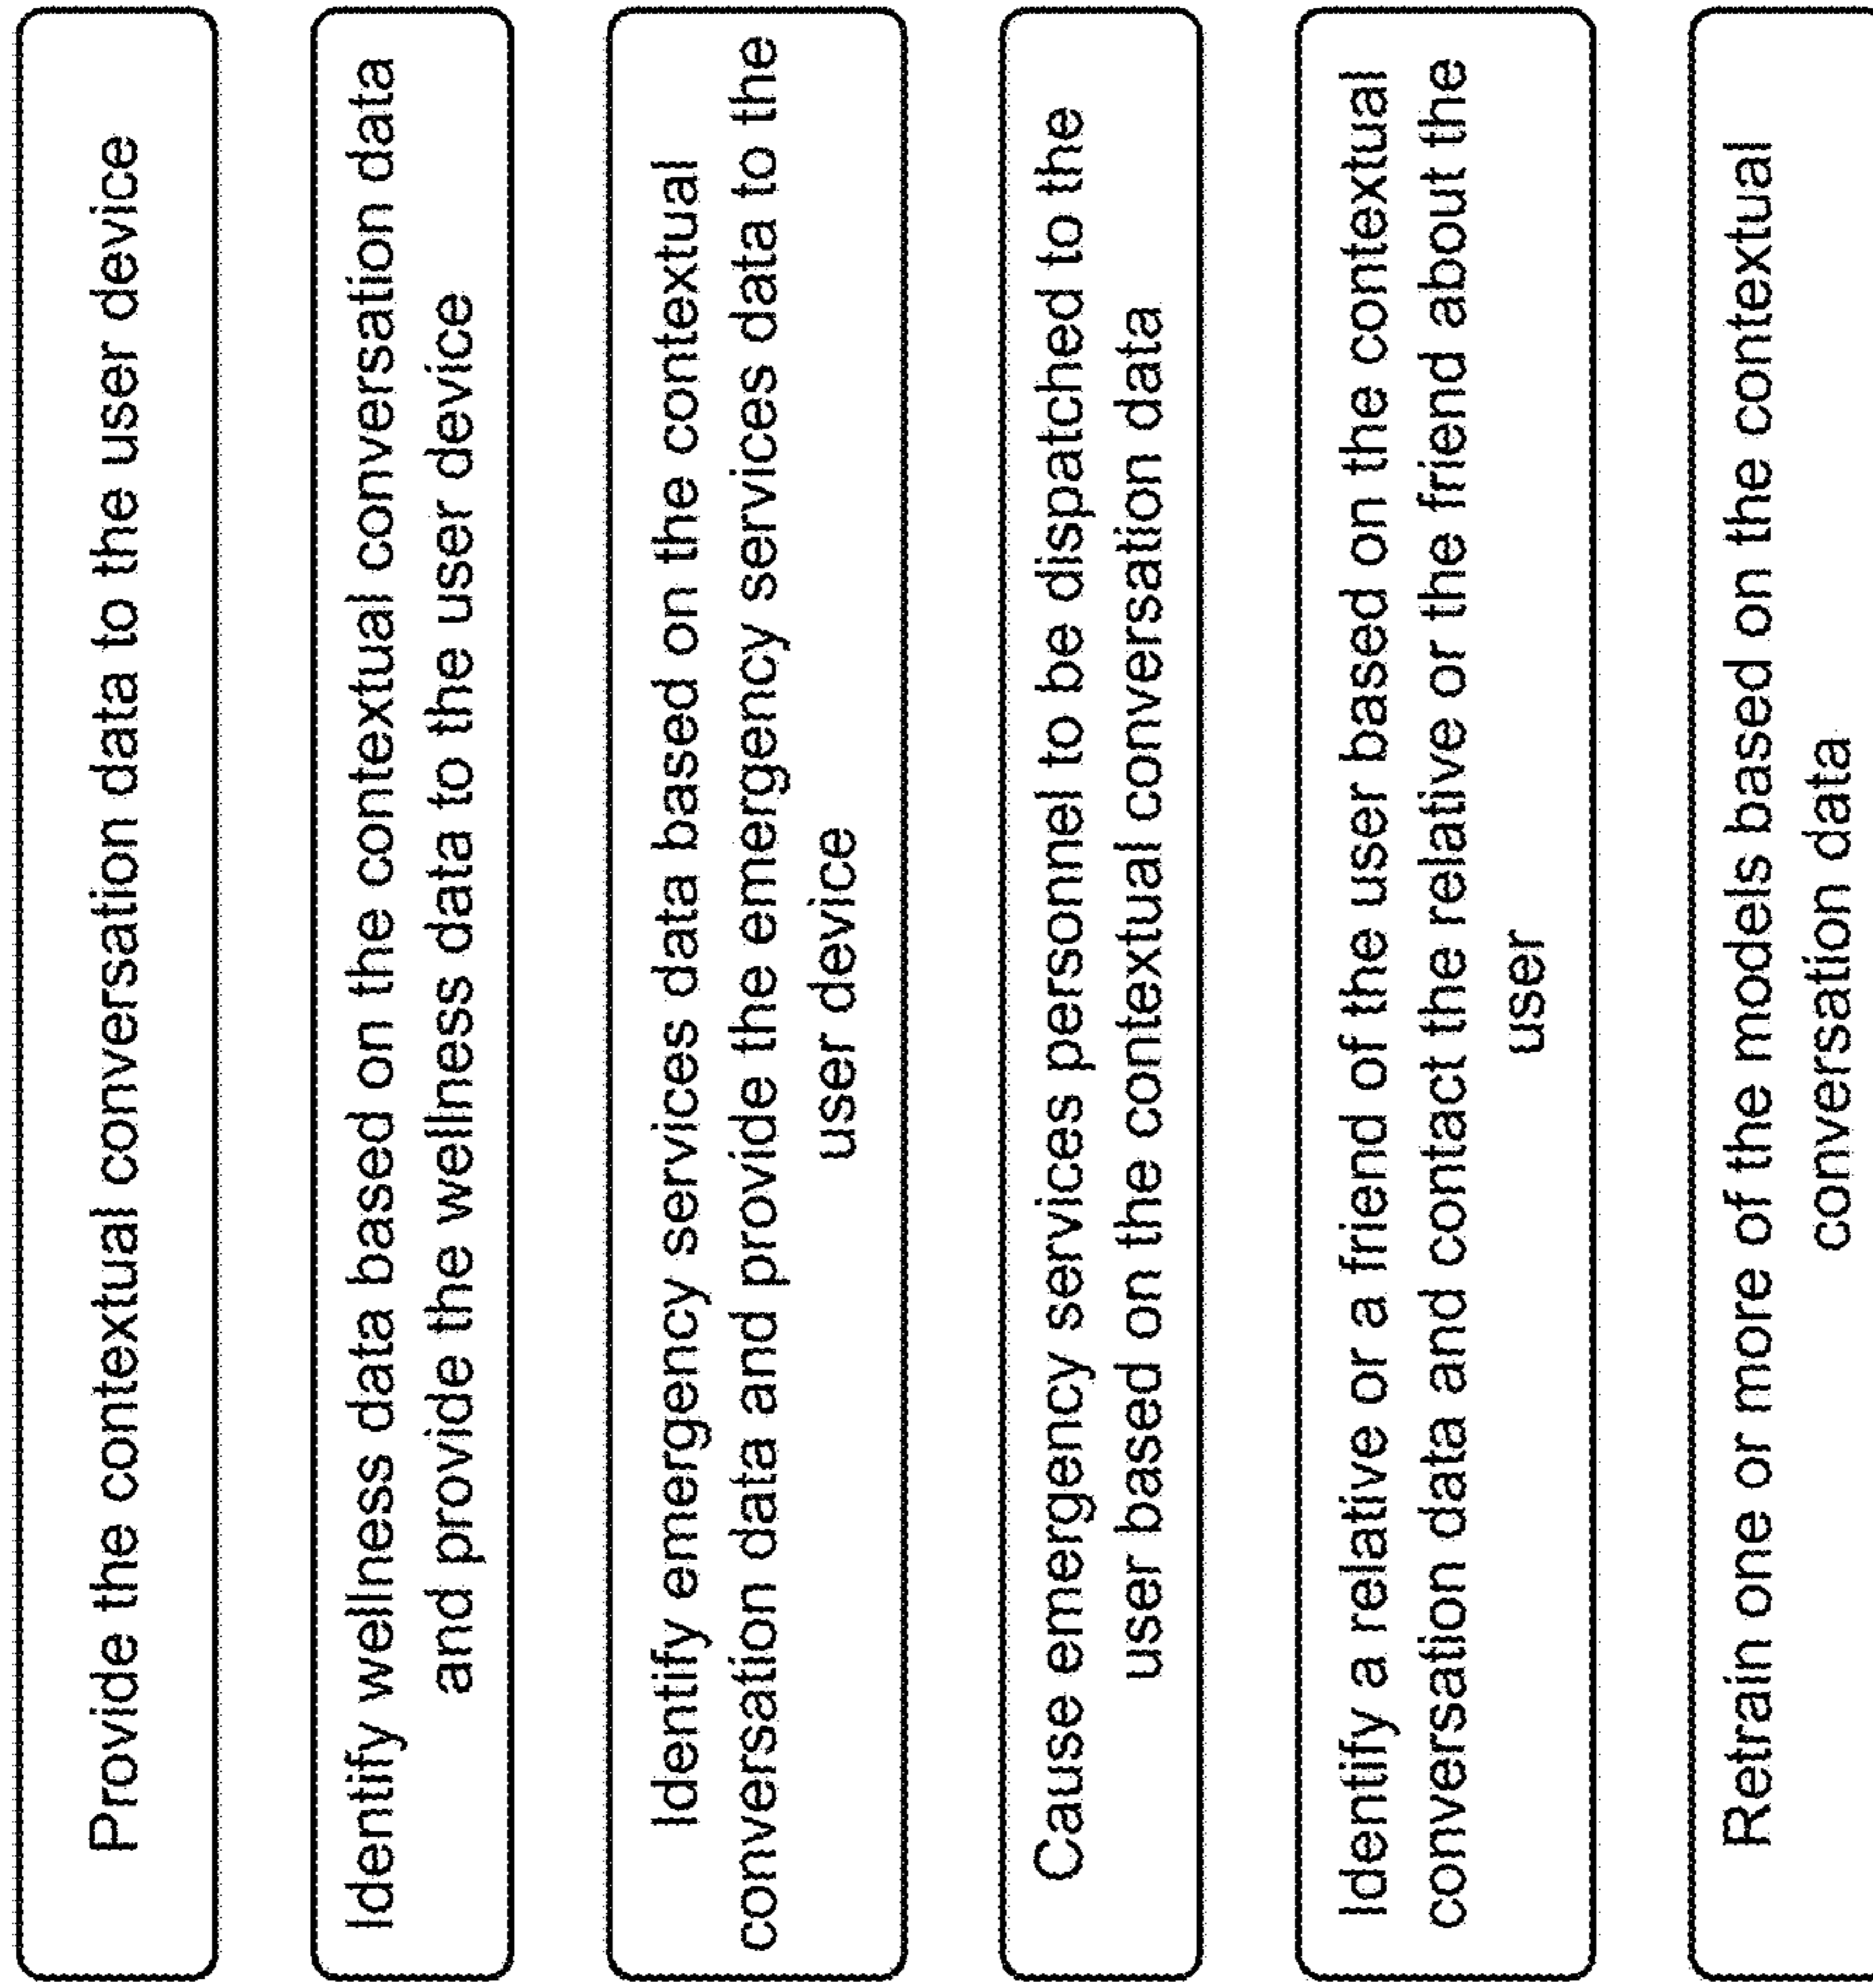 Provide the contextual conversation data to the user device
Identify wellness data based on the contextual conversation data
and provide the wellness data to the user device
Identify emergency services data based on the contextual
conversation data and provide the emergency services data to the
user device
Cause emergency services personnel to be dispatched to the
user based on the contextual conversation data
Identify a relative or a friend of the user based on the contextual
conversation data and contact the relative or the friend about the
user
Retrain one or more of the models based on the contextual
conversation data